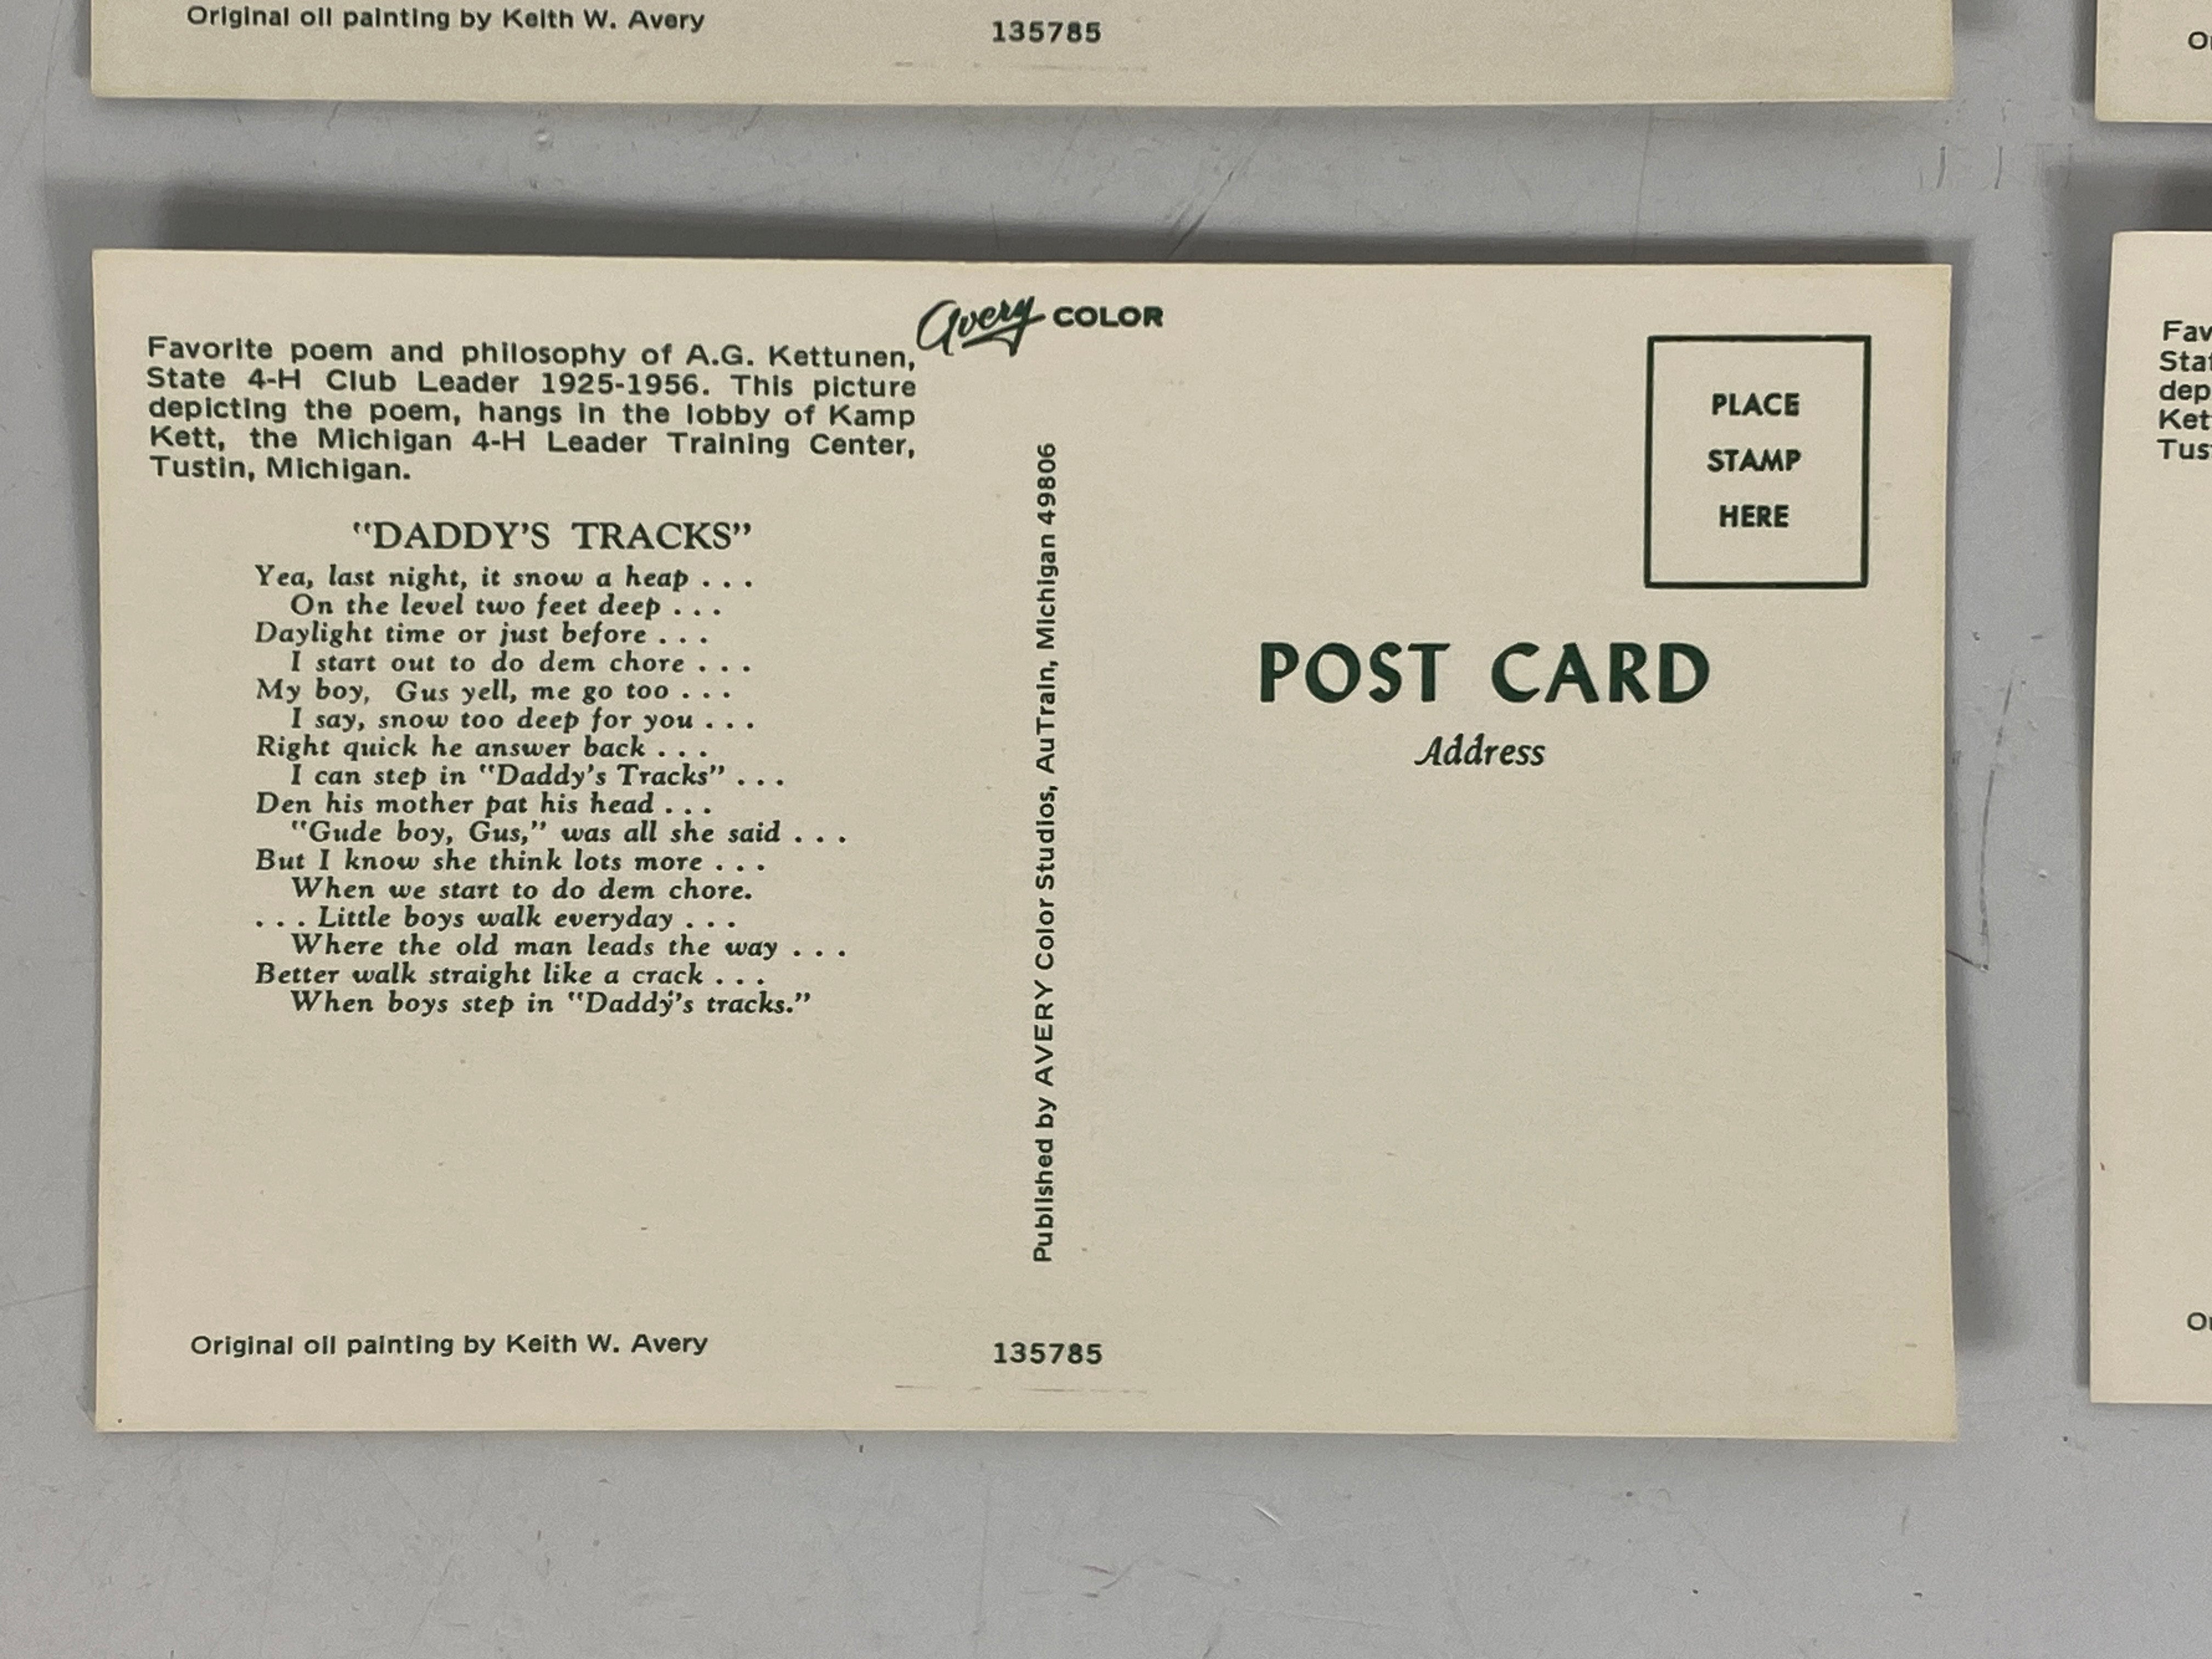 Original oil painting by Keith W. Avery
135785
Avery COLOR
Favorite poem and philosophy of A.G. Kettunen,
State 4-H Club Leader 1925-1956. This picture
depicting the poem, hangs in the lobby of Kamp
Kett, the Michigan 4-H Leader Training Center,
Tustin, Michigan.
"DADDY'S TRACKS"
Yea, last night, it snow a heap . . .
On the level two feet deep . . .
Daylight time or just before . . .
I start out to do dem chore . . .
My boy, Gus yell, me go too . . .
I say, snow too deep for you . . .
Right quick he answer back . . .
I can step in "Daddy's Tracks" . . .
Den his mother pat his head . . .
"Gude boy, Gus," was all she said . . .
But I know she think lots more . . .
When we start to do dem chore.
. . . Little boys walk everyday . . .
Where the old man leads the way . . .
Better walk straight like a crack . . .
When boys step in "Daddy's tracks."
Original oil painting by Keith W. Avery
135785
Published by AVERY Color Studios, AuTrain, Michigan 49806
PLACE
STAMP
HERE
POST CARD
Address
Fav
Stat
dep
Ket
Tus